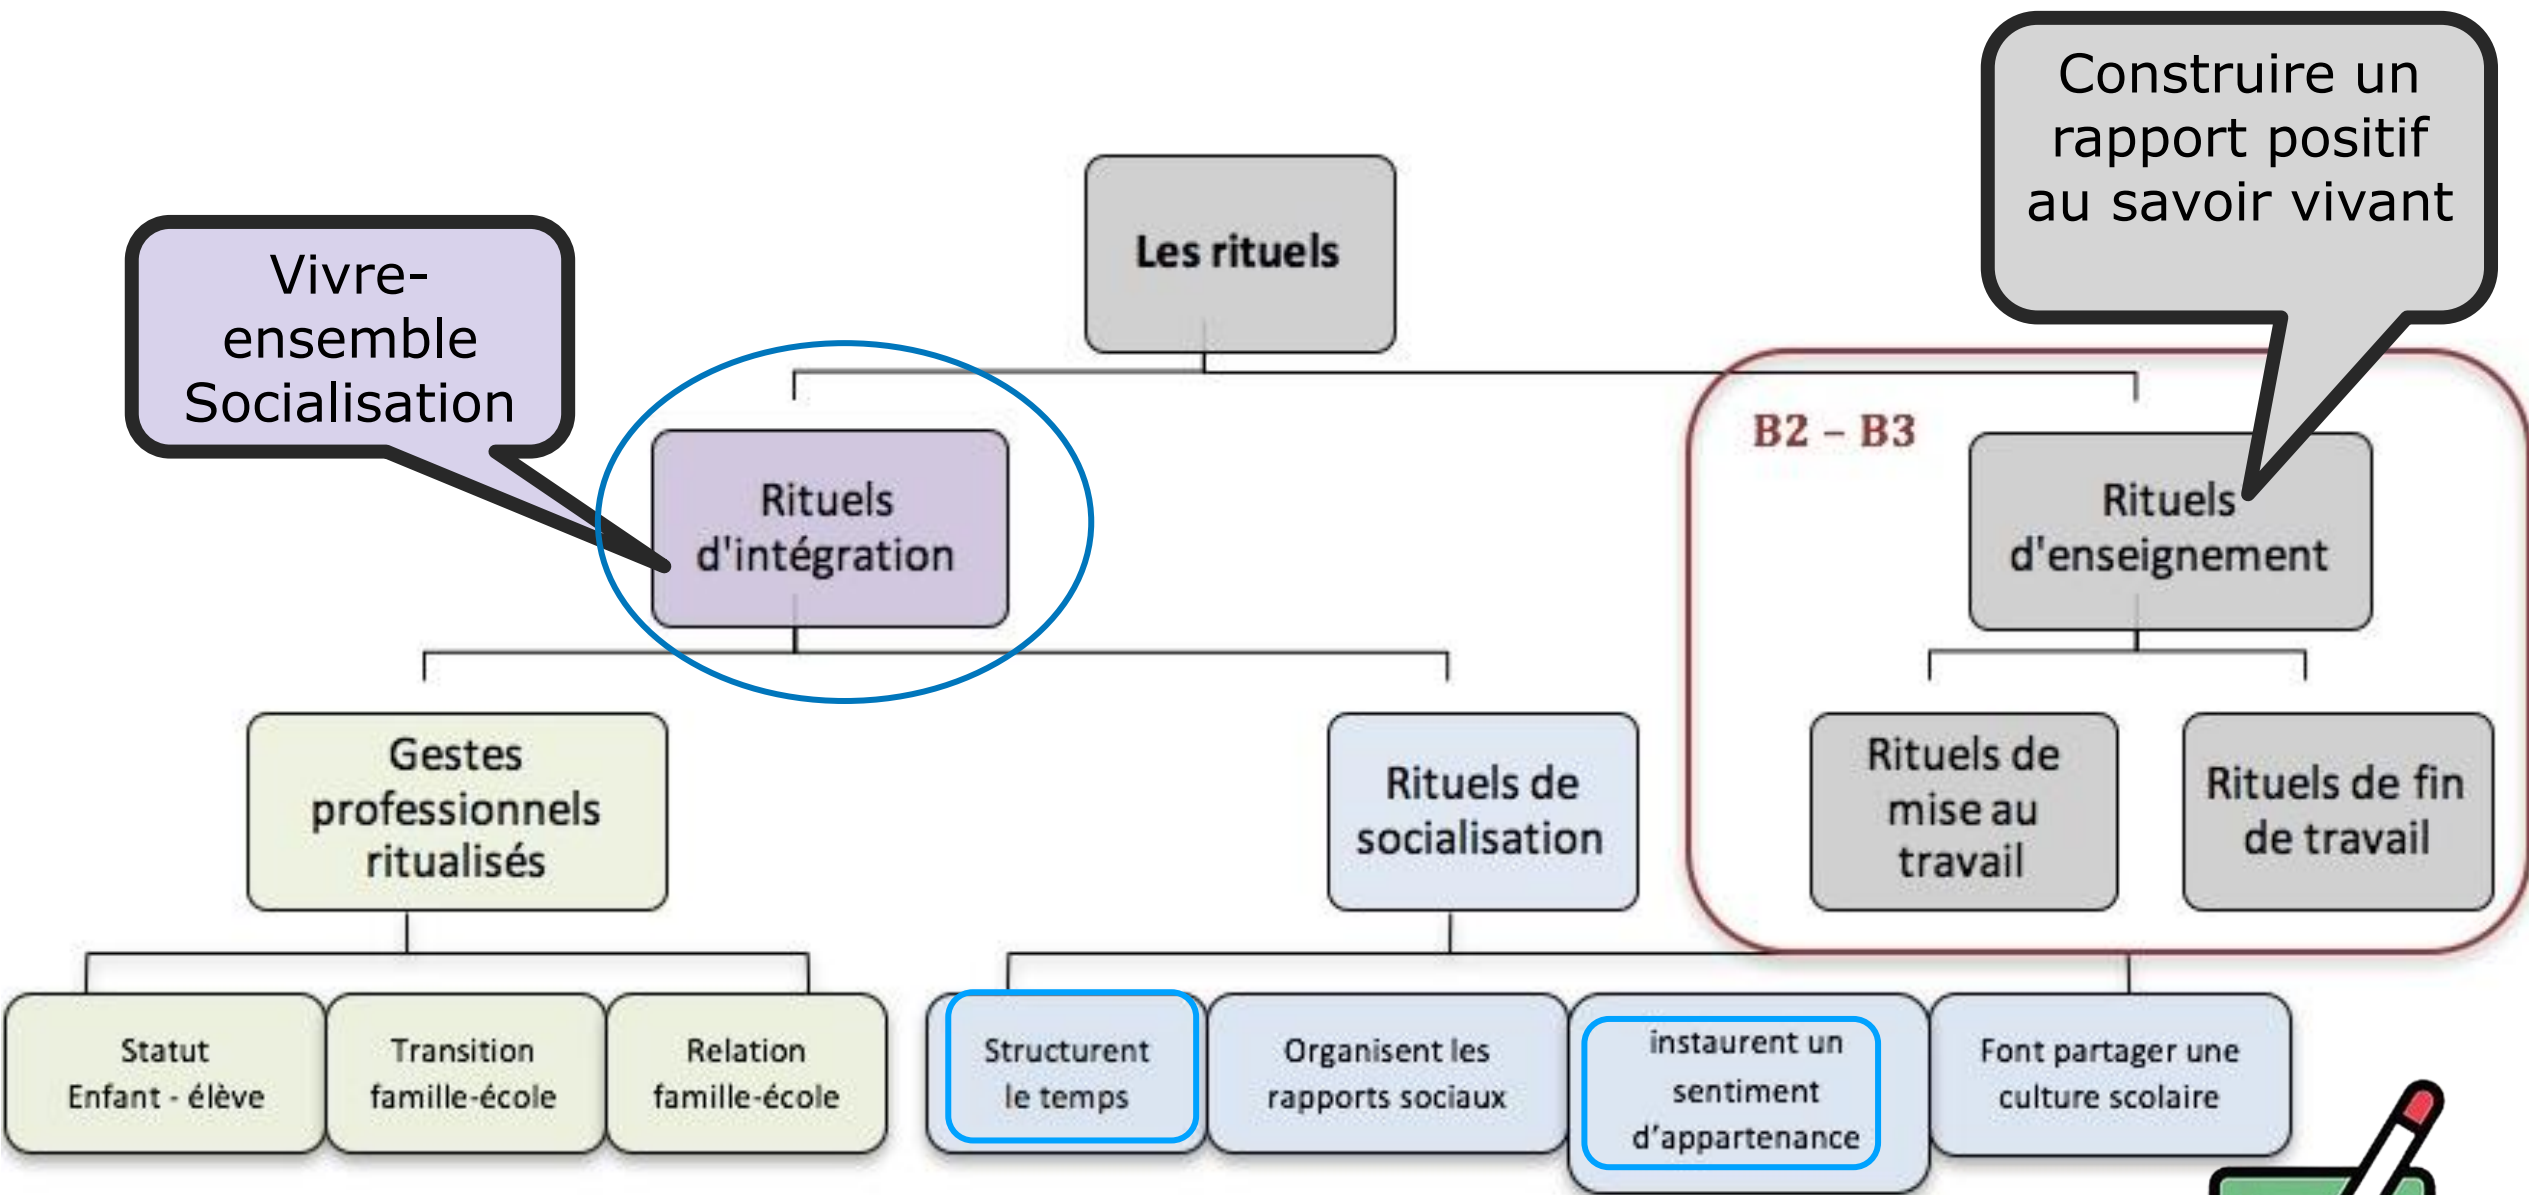 Construire un
rapport positif
au savoir vivant
Les rituels
Vivre-
ensemble
Socialisation
B2 – B3
Rituels
d'intégration
Rituels
d'enseignement
Gestes
professionnels
ritualisés
Rituels de
socialisation
Rituels de
mise au
travail
Rituels de fin
de travail
Statut
Enfant - élève
Transition
famille-école
Relation
famille-école
Structurent
le temps
Organisent les
rapports sociaux
instaurent un
sentiment
d’appartenance
Font partager une
culture scolaire